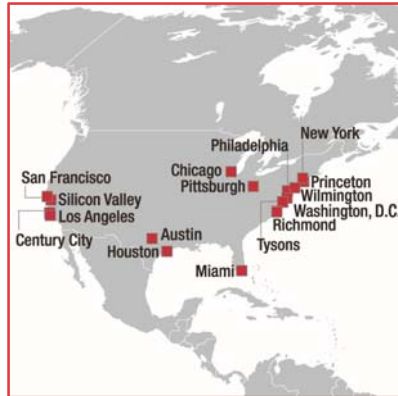 New York
Philadelphia
Chicago
Pittsburgh
Princeton
Wilmington
Washington, D.C.
Richmond
Tysons
San Francisco
Silicon Valley
Los Angeles
Century City
Austin
Houston
Miami